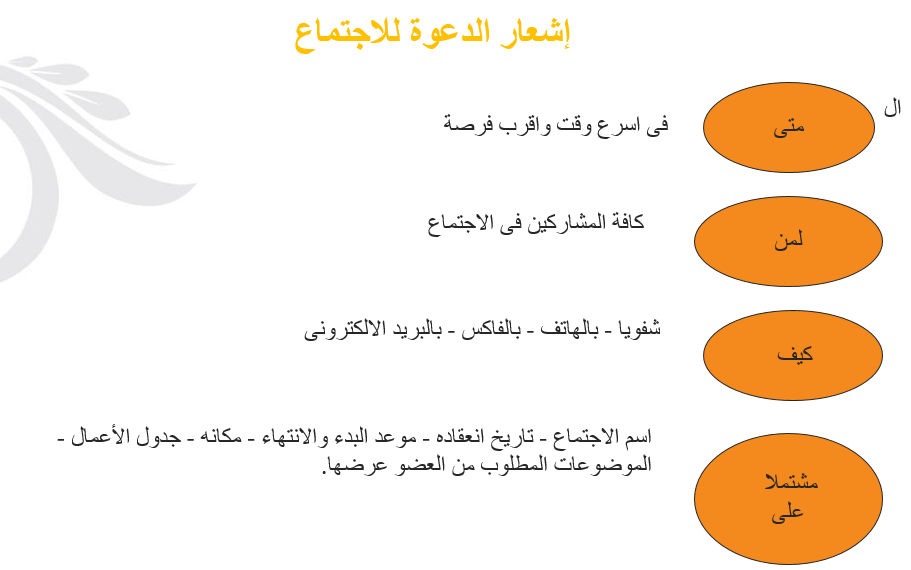 إشعار الدعوة للاجتماع
ال
متى
فى اسرع وقت واقرب فرصة
لمن
كافة المشاركين فى الاجتماع
كيف
شفويا - بالهاتف - بالفاكس - بالبريد الالكترونى
مشتملا
على
اسم الاجتماع - تاريخ انعقاده - موعد البدء والانتهاء - مكانه - جدول الأعمال -
الموضوعات المطلوب من العضو عرضها.